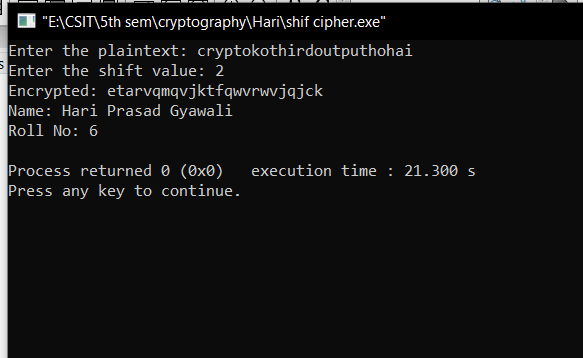 "E:\CSIT\5th sem\cryptography\Hari\shif cipher.exe"
Enter the plaintext: cryptokothirdoutputhohai
Enter the shift value: 2
Encrypted: etarvqmqvjktfqwvrwvjqjck
Name: Hari Prasad Gyawali
Roll No: 6
Process returned 0 (0x0)   execution time : 21.300 s
Press any key to continue.